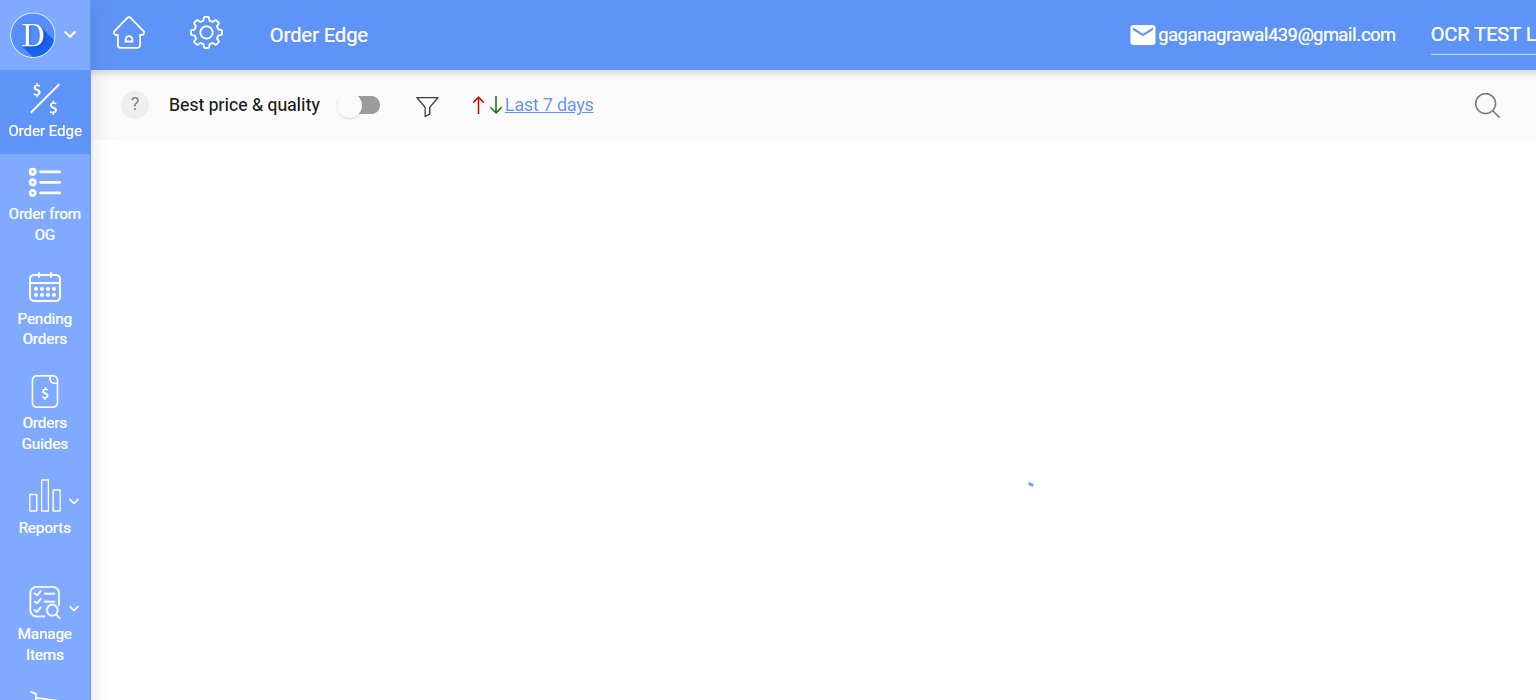 D
Order Edge
gaganagrawal439@gmail.com
OCR TEST L
$
$
Order Edge
?
Best price & quality
Last 7 days
Order from
OG
Pending
Orders
$
Orders
Guides
Reports
Manage
Items